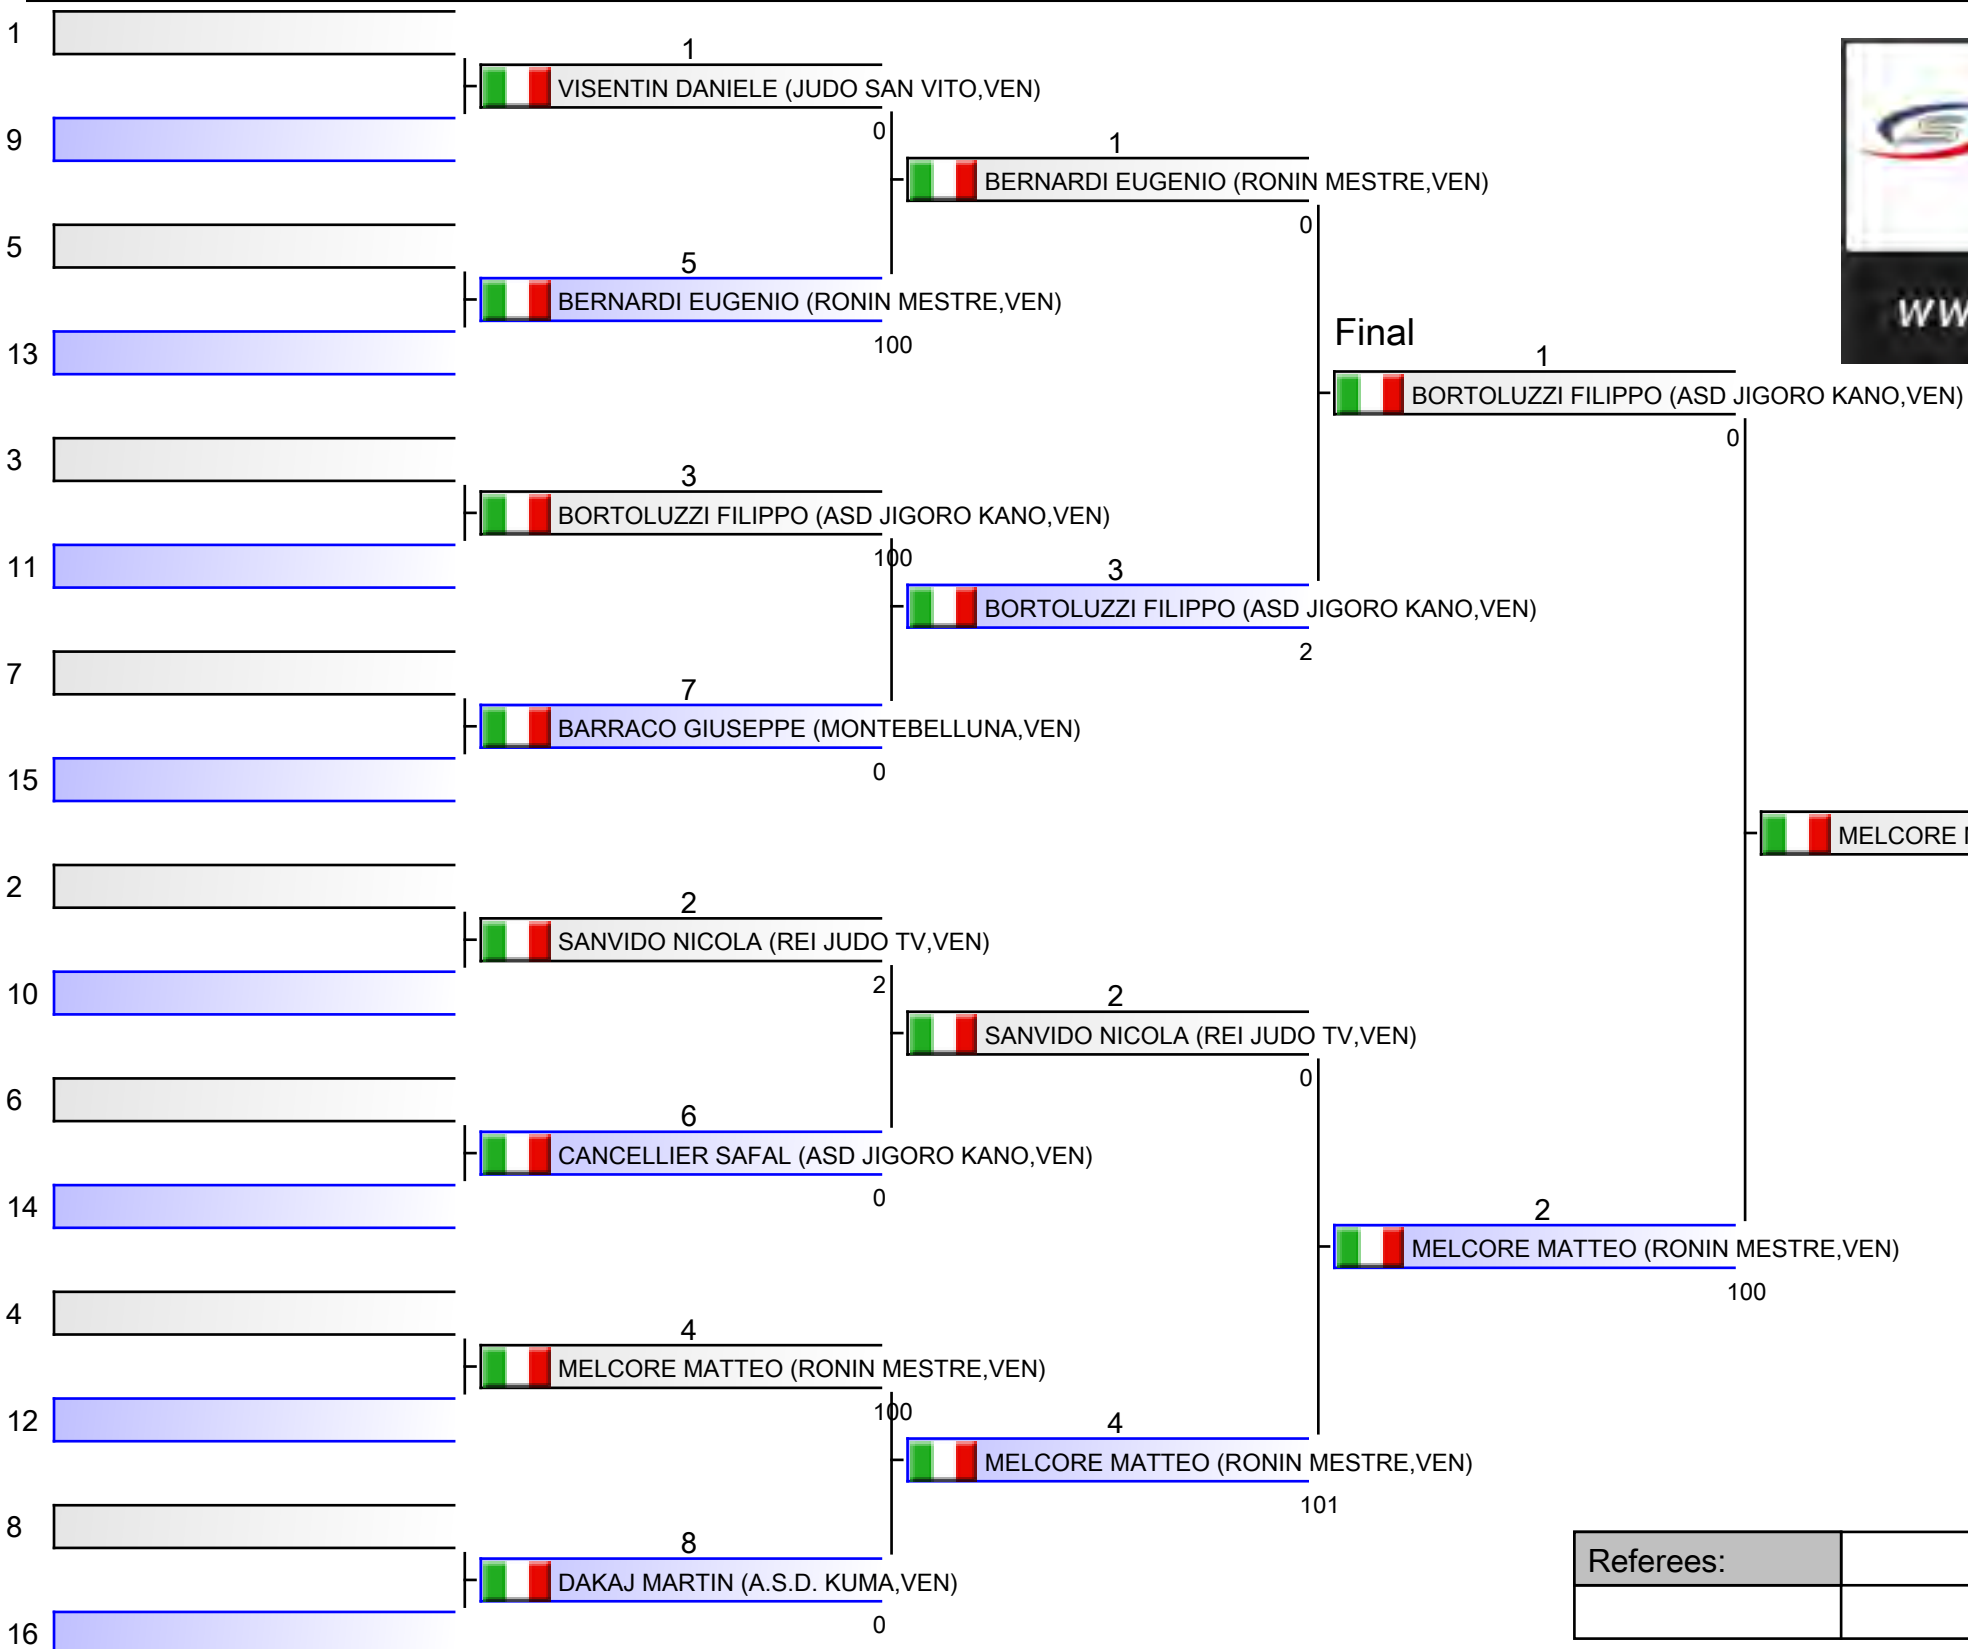 1
1
VISENTIN DANIELE (JUDO SAN VITO,VEN)
0
9
1
BERNARDI EUGENIO (RONIN MESTRE,VEN)
0
5
5
BERNARDI EUGENIO (RONIN MESTRE,VEN)
100
13
Final
1
BORTOLUZZI FILIPPO (ASD JIGORO KANO,VEN)
0
3
3
BORTOLUZZI FILIPPO (ASD JIGORO KANO,VEN)
100
11
3
BORTOLUZZI FILIPPO (ASD JIGORO KANO,VEN)
2
7
7
BARRACO GIUSEPPE (MONTEBELLUNA,VEN)
0
15
MELCORE
2
2
SANVIDO NICOLA (REI JUDO TV,VEN)
2
10
2
SANVIDO NICOLA (REI JUDO TV,VEN)
0
6
6
CANCELLIER SAFAL (ASD JIGORO KANO,VEN)
0
14
2
MELCORE MATTEO (RONIN MESTRE,VEN)
100
4
4
MELCORE MATTEO (RONIN MESTRE,VEN)
100
12
4
MELCORE MATTEO (RONIN MESTRE,VEN)
101
8
8
DAKAJ MARTIN (A.S.D. KUMA,VEN)
0
16
Referees: